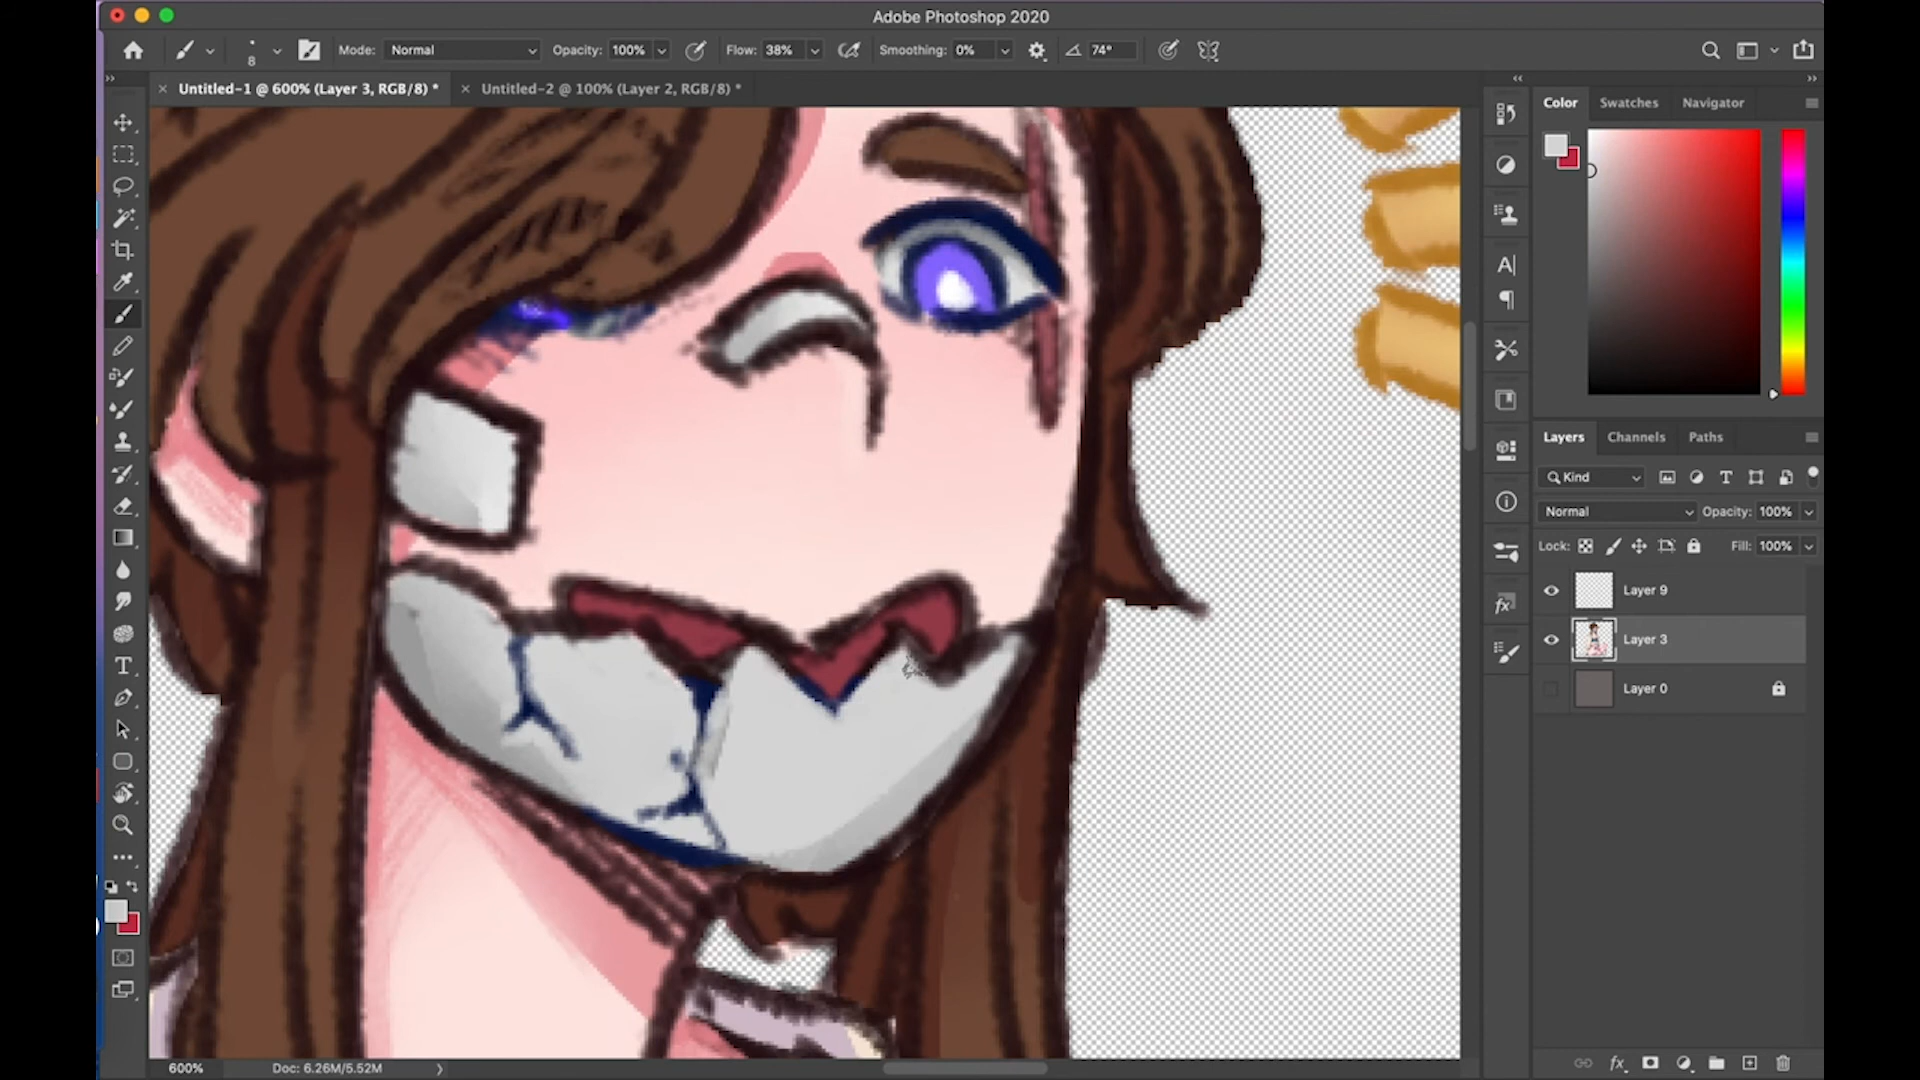 Adobe Photoshop 2020
8 Mode: Normal Opacity: 100% Flow: 38% Smoothing: 0% 74°
Untitled-1 @ 600% (Layer 3, RGB/8) * Untitled-2 @ 100% (Layer 2, RGB/8) *
Color Swatches Navigator
Layers Channels Paths
Kind
Normal Opacity: 100%
Lock: Fill: 100%
Layer 9
Layer 3
Layer 0
fx
600% Doc: 6.26M/5.52M